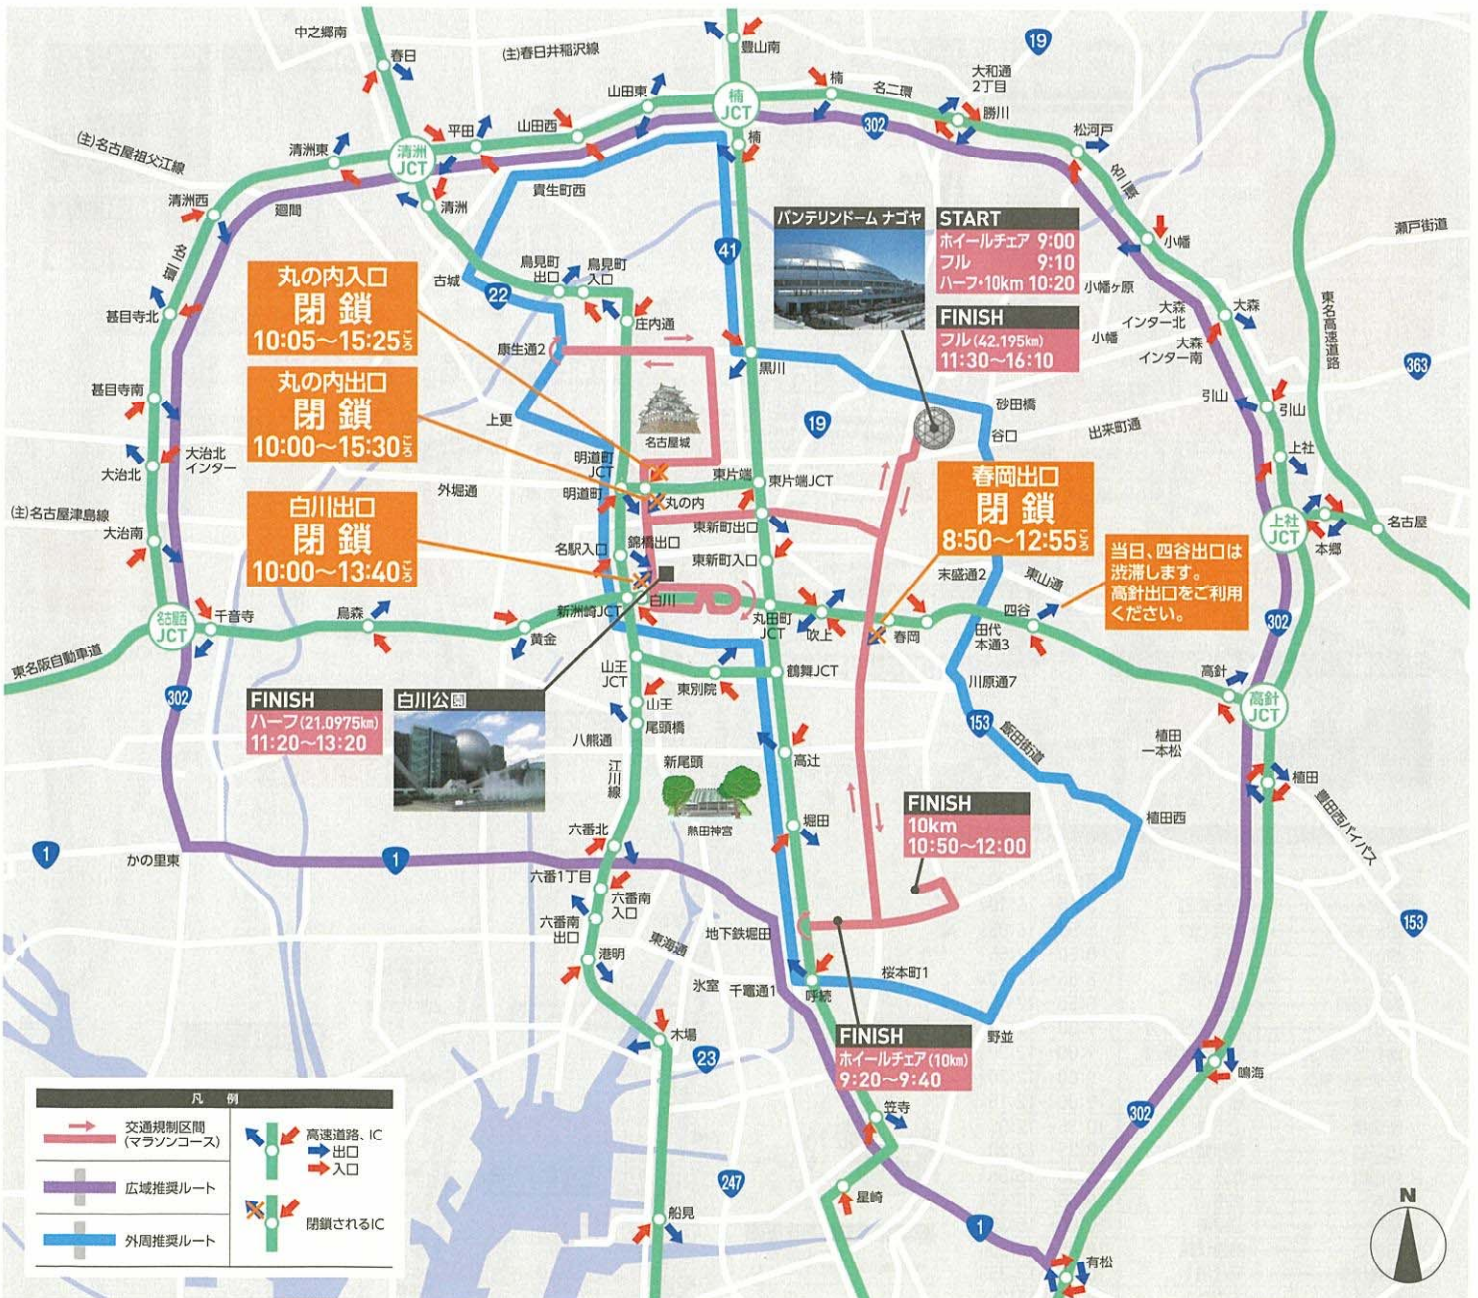 中之郷南
春日
(主)春日井稲沢線
豊山南
19
大和通
2丁目
山田東
楠
JCT
楠
名二環
302
勝川
松河戸
名二環
(主)名古屋祖父江線
清洲東
清洲
JCT
平田
山田西
楠
清洲西
廻間
清洲
貴生町西
名二環
小幡
瀬戸街道
バンテリンドーム ナゴヤ
START
ホイールチェア 9:00
フル 9:10
ハーフ・10km 10:20
FINISH
フル(42.195km)
11:30~16:10
小幡ヶ原
小幡
大森
インター北
大森
大森
インター南
東名高速道路
363
41
古城
22
鳥見町
出口
鳥見町
入口
庄内通
丸の内入口
閉鎖
10:05~15:25ごろ
丸の内出口
閉鎖
10:00~15:30ごろ
白川出口
閉鎖
10:00~13:40ごろ
甚目寺北
甚目寺南
大治北
大治北
インター
(主)名古屋津島線
大治南
康生通2
上更
黒川
名古屋城
19
砂田橋
谷口
出来町通
引山
引山
上社
外堀通
明道町
JCT
明道町
丸の内
東片端
東片端JCT
東新町出口
東新町入口
名駅入口
錦橋出口
春岡出口
閉鎖
8:50~12:55ごろ
末盛通2
東山通
当日、四谷出口は
渋滞します。
高針出口をご利用
ください。
上社
JCT
本郷
名古屋
名古屋西
JCT
千音寺
烏森
黄金
新洲崎JCT
白川
丸田町
JCT
吹上
春岡
田代
本通3
四谷
302
東名阪自動車道
302
山王
JCT
東別院
鶴舞JCT
川原通7
高針
高針
JCT
FINISH
ハーフ(21.0975km)
11:20~13:20
白川公園
山王
尾頭橋
八熊通
江川線
新尾頭
熱田神宮
高辻
堀田
153
飯田街道
植田
一本松
植田
豊田西バイパス
植田西
FINISH
10km
10:50~12:00
1
かの里東
1
六番北
六番1丁目
六番南
入口
六番南
出口
港明
東海通
地下鉄堀田
氷室
千竈通1
呼続
桜本町1
野並
153
FINISH
ホイールチェア(10km)
9:20~9:40
木場
23
笠寺
鳴海
302
星崎
247
船見
1
有松
N
凡例
交通規制区間
(マラソンコース)
広域推奨ルート
外周推奨ルート
高速道路、IC
出口
入口
閉鎖されるIC